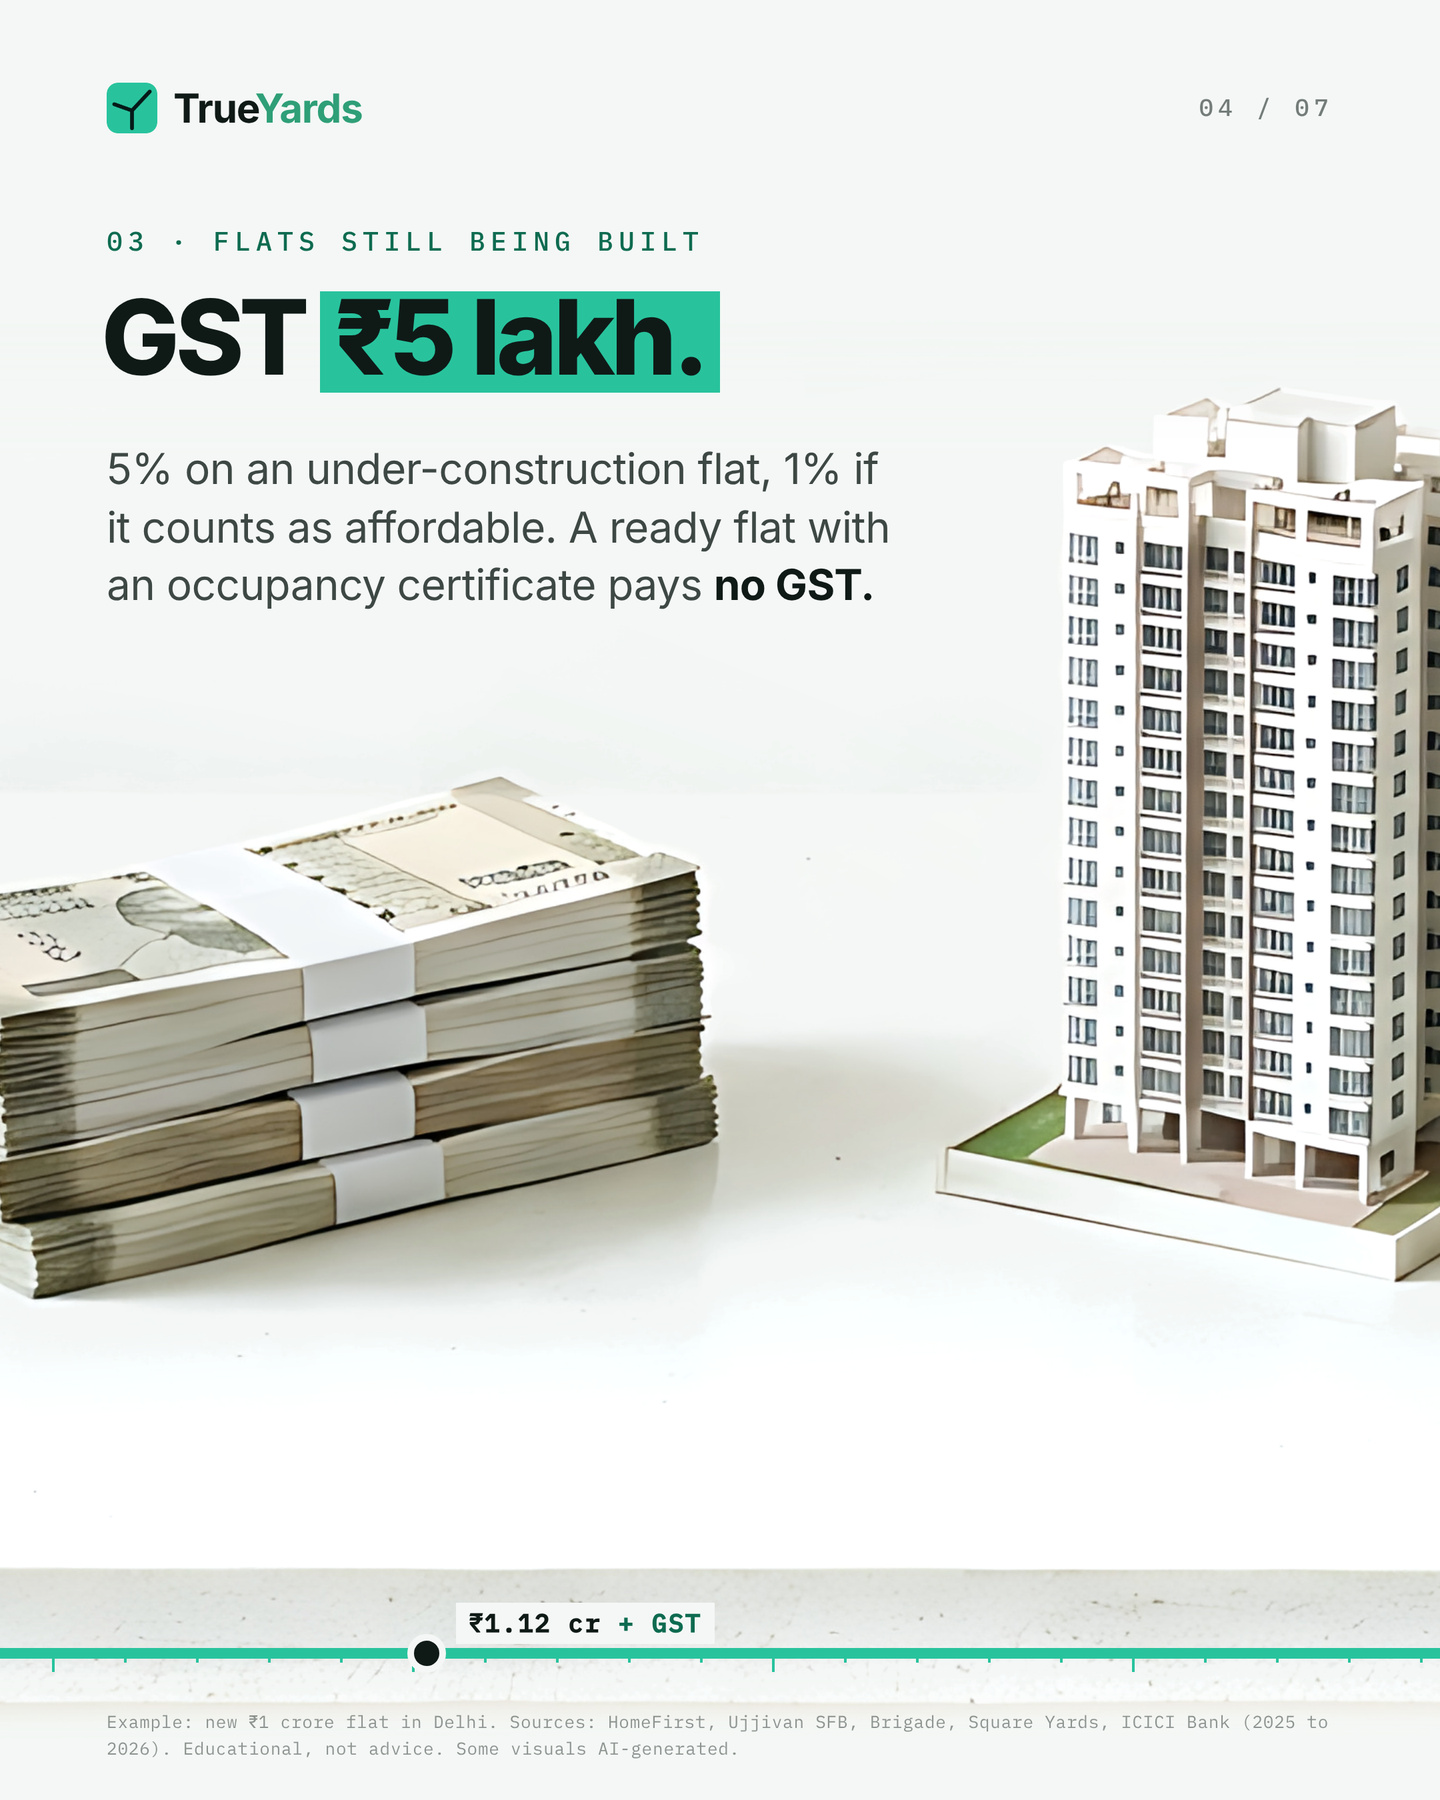 TrueYards
04 / 07
03 · FLATS STILL BEING BUILT
GST ₹5 lakh.
5% on an under-construction flat, 1% if
it counts as affordable. A ready flat with
an occupancy certificate pays no GST.
₹1.12 cr + GST
Example: new ₹1 crore flat in Delhi. Sources: HomeFirst, Ujjivan SFB, Brigade, Square Yards, ICICI Bank (2025 to
2026). Educational, not advice. Some visuals AI-generated.